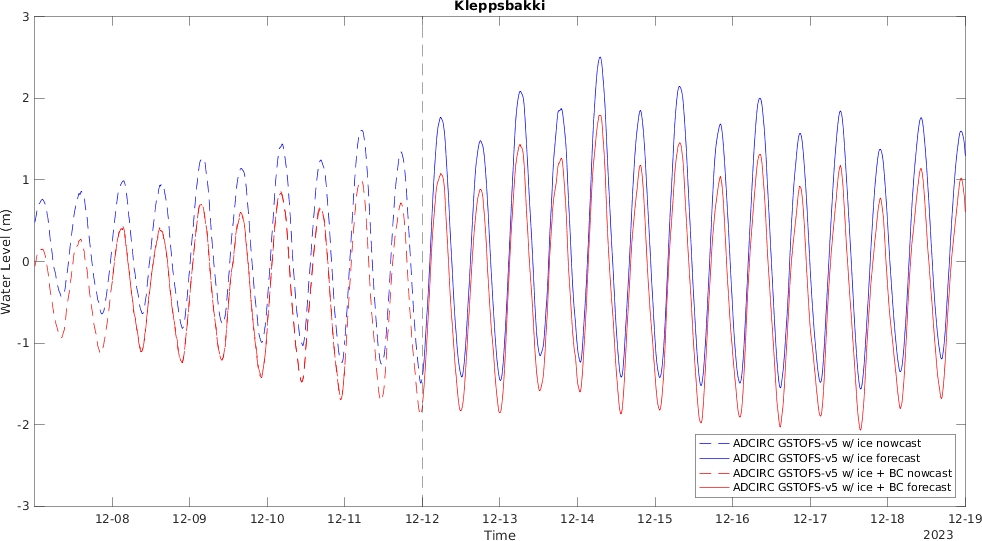 Kleppsbakki
3
2
1
0
-1
-2
-3
Water Level (m)
12-08 12-09 12-10 12-11 12-12 12-13 12-14 12-15 12-16 12-17 12-18 12-19
Time
2023
ADCIRC GSTOFS-v5 w/ ice nowcast
ADCIRC GSTOFS-v5 w/ ice forecast
ADCIRC GSTOFS-v5 w/ ice + BC nowcast
ADCIRC GSTOFS-v5 w/ ice + BC forecast